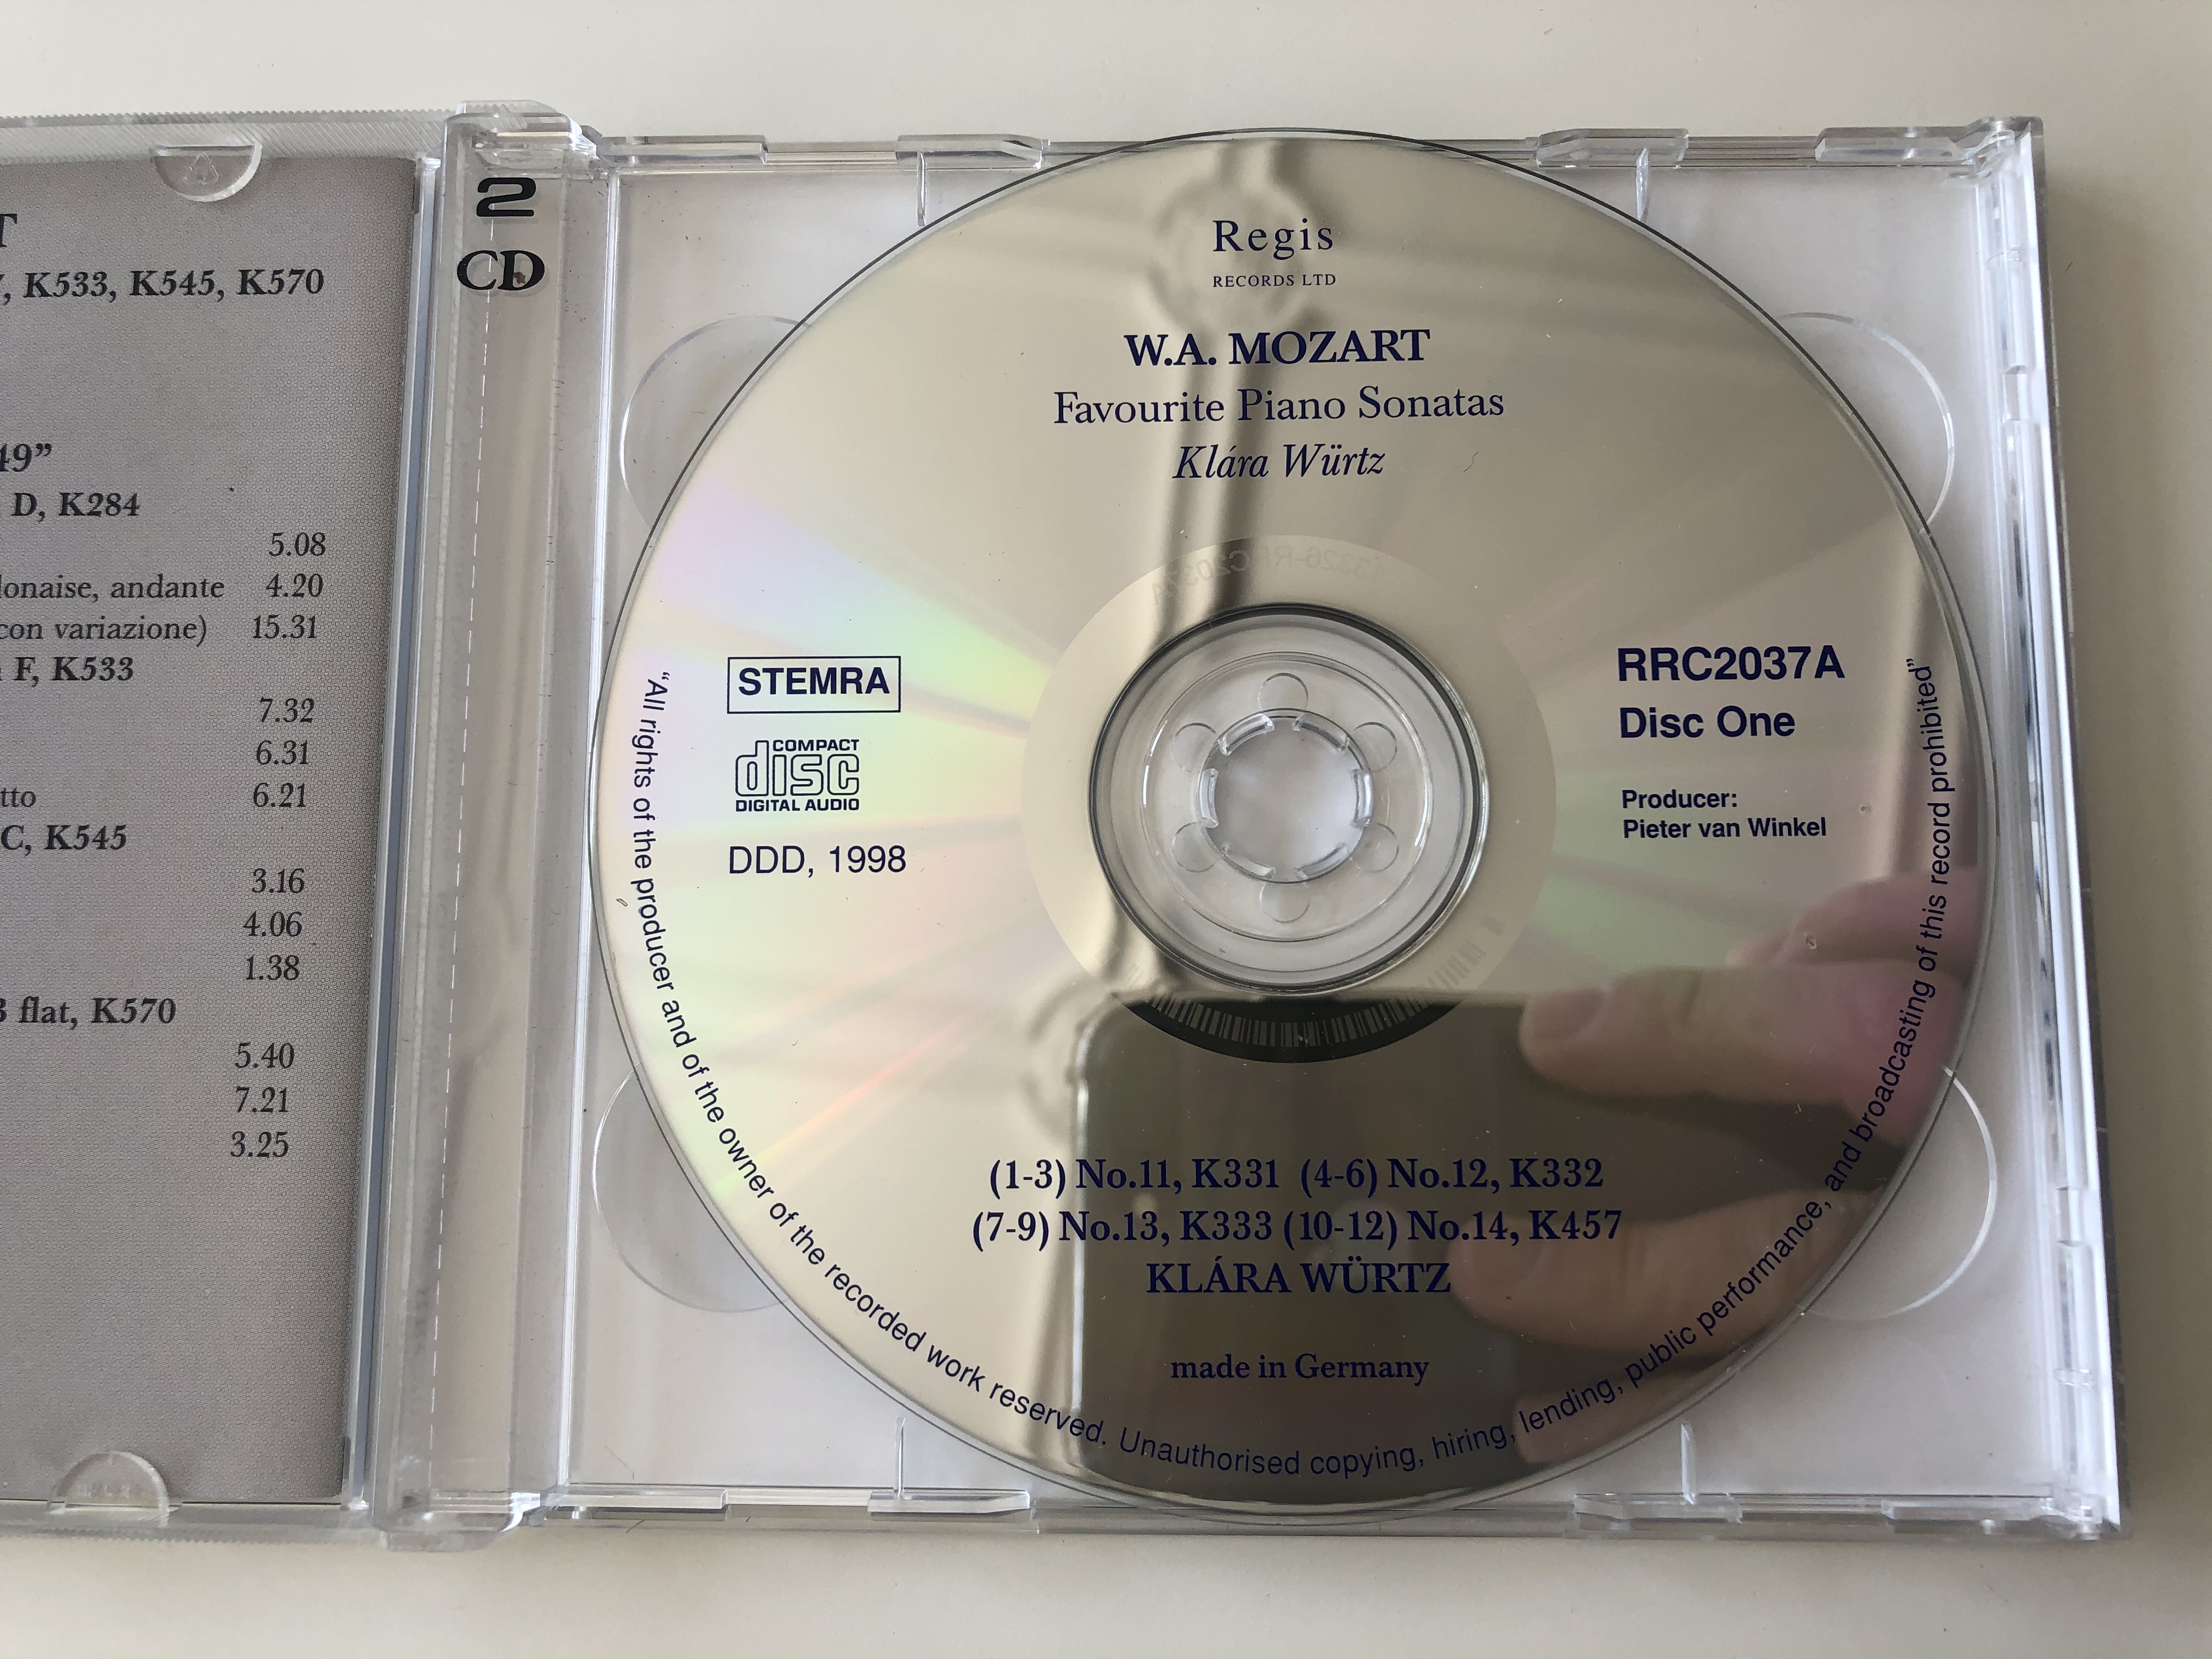 T
, K533, K545, K570
49”
D, K284
5.08
lonaise, andante 4.20
con variazione) 15.31
F, K533
7.32
6.31
tto 6.21
C, K545
3.16
4.06
1.38
B flat, K570
5.40
7.21
3.25
2
CD
Regis
RECORDS LTD
W.A. MOZART
Favourite Piano Sonatas
Klára Würtz
STEMRA
COMPACT
disc
DIGITAL AUDIO
DDD, 1998
RRC2037A
Disc One
Producer:
Pieter van Winkel
(1-3) No.11, K331 (4-6) No.12, K332
(7-9) No.13, K333 (10-12) No.14, K457
KLÁRA WÜRTZ
made in Germany
“All rights of the producer and of the owner of the recorded work reserved. Unauthorised copying, hiring, lending, public performance, and broadcasting of this record prohibited”
13326-RRC2037A